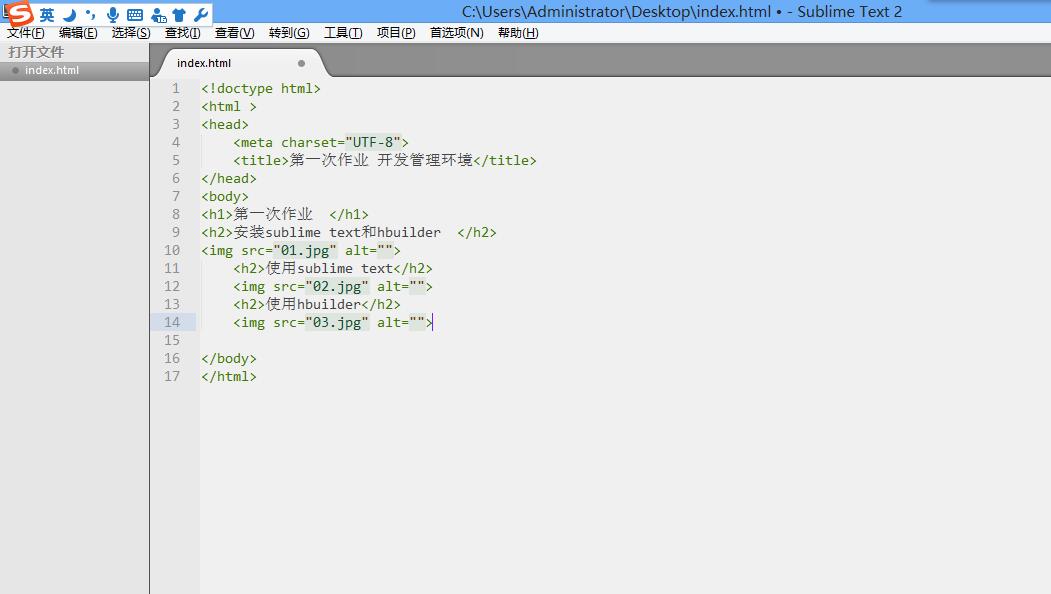 英
C:\Users\Administrator\Desktop\index.html • - Sublime Text 2
文件(F) 编辑(E) 选择(S) 查找(I) 查看(V) 转到(G) 工具(T) 项目(P) 首选项(N) 帮助(H)
打开文件
index.html
index.html
1 <!doctype html>
2 <html >
3 <head>
4     <meta charset="UTF-8">
5     <title>第一次作业 开发管理环境</title>
6 </head>
7 <body>
8 <h1>第一次作业  </h1>
9 <h2>安装sublime text和hbuilder  </h2>
10 <img src="01.jpg" alt="">
11     <h2>使用sublime text</h2>
12     <img src="02.jpg" alt="">
13     <h2>使用hbuilder</h2>
14     <img src="03.jpg" alt="">
15
16 </body>
17 </html>